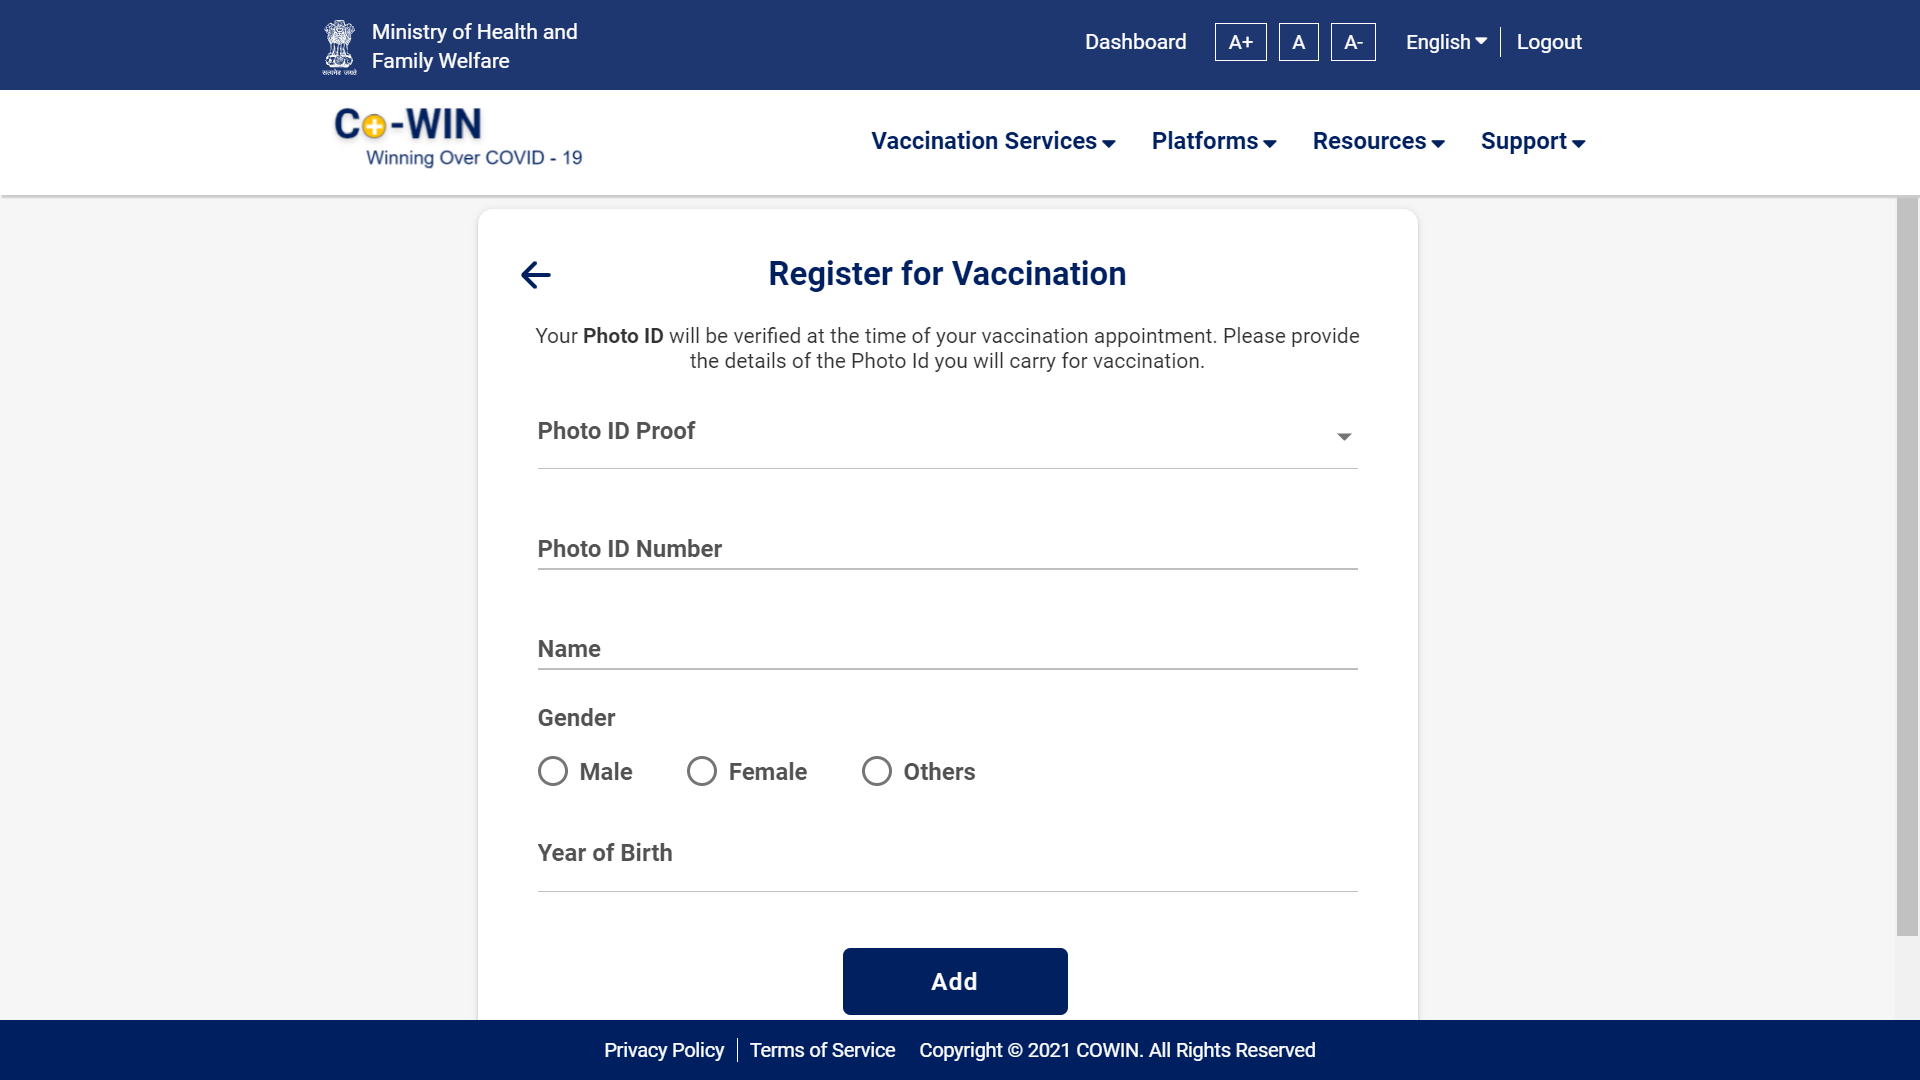 Ministry of Health and
Family Welfare
सत्यमेव जयते
Dashboard A+ A A- English Logout
Co-WIN
Winning Over COVID - 19
Vaccination Services Platforms Resources Support
Register for Vaccination
Your Photo ID will be verified at the time of your vaccination appointment. Please provide
the details of the Photo Id you will carry for vaccination.
Photo ID Proof
Photo ID Number
Name
Gender
Male Female Others
Year of Birth
Add
Privacy Policy Terms of Service Copyright © 2021 COWIN. All Rights Reserved